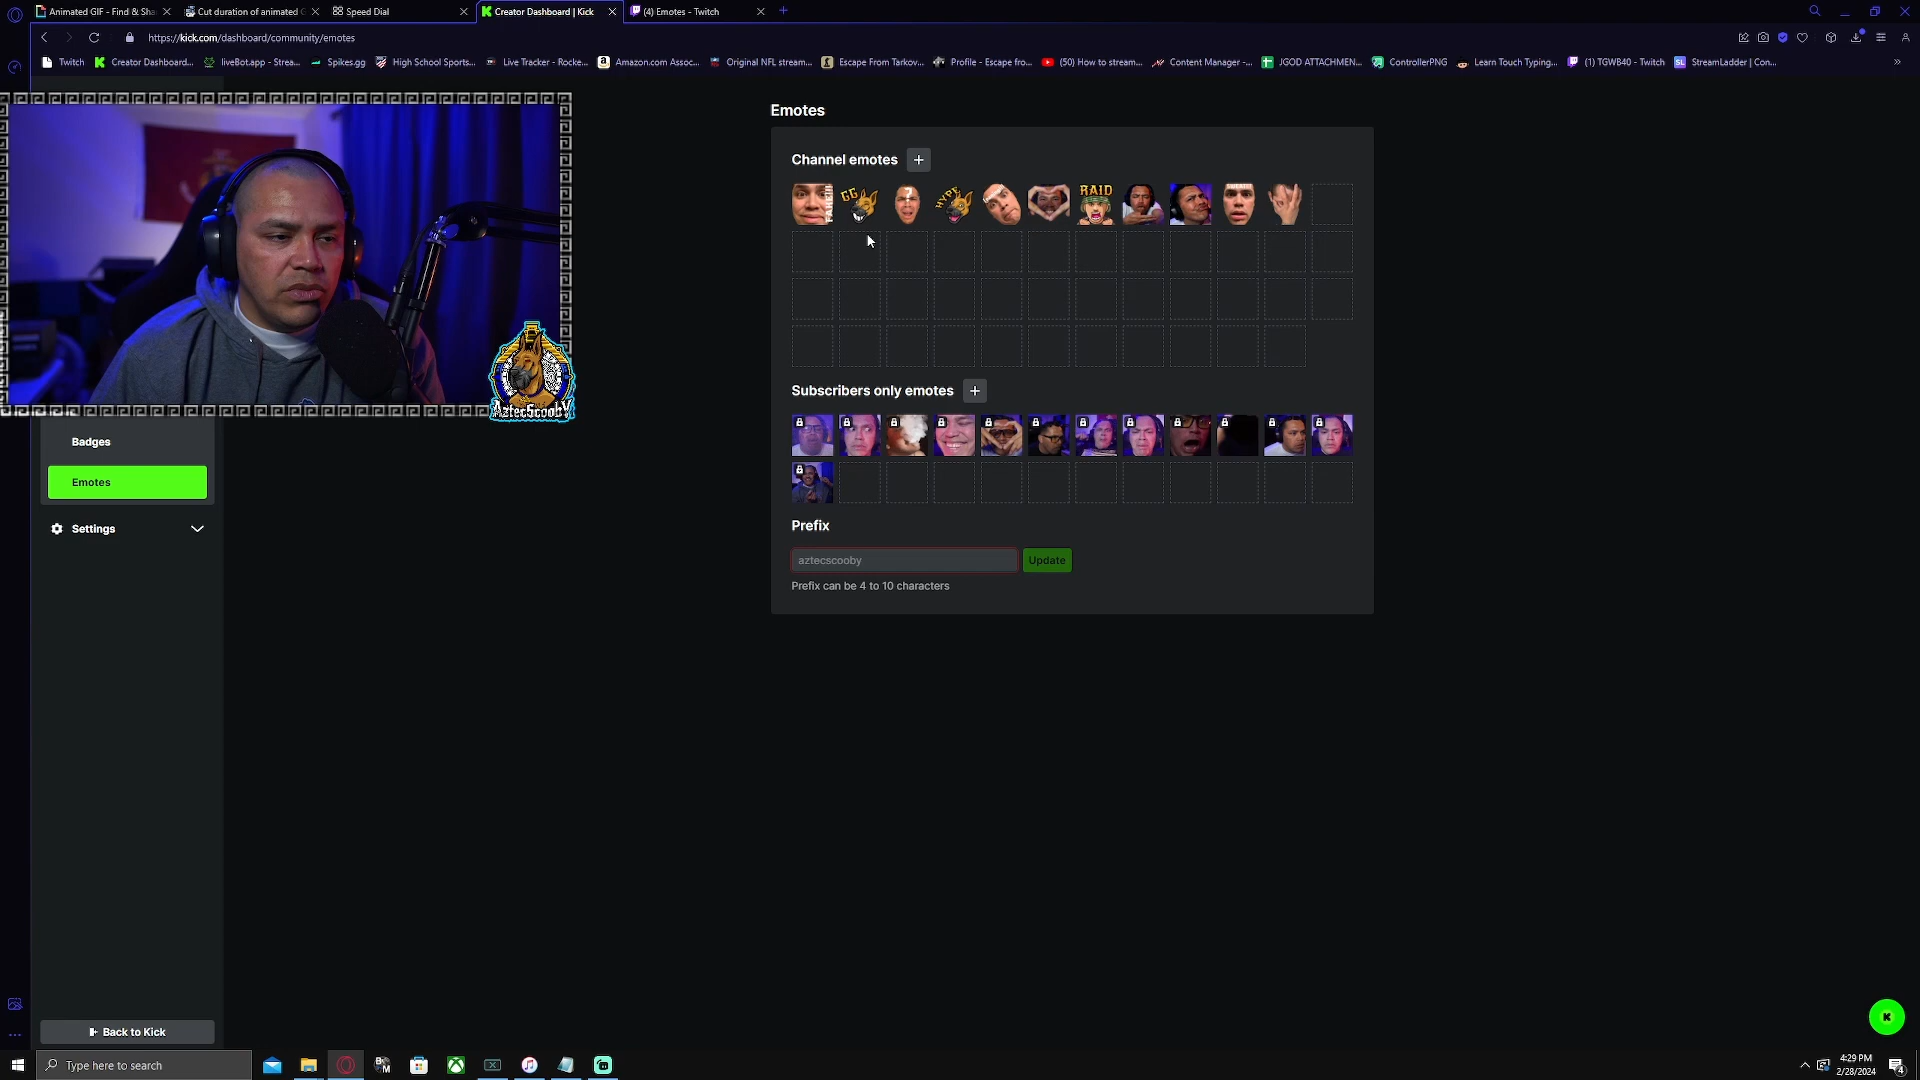 Animated GIF - Find & Sha
Cut duration of animated G
Speed Dial
Creator Dashboard | Kick
(4) Emotes - Twitch
https://kick.com/dashboard/community/emotes
Twitch
Creator Dashboard...
liveBot.app - Strea...
Spikes.gg
High School Sports...
Live Tracker - Rocke...
Amazon.com Assoc...
Original NFL stream...
Escape From Tarkov...
Profile - Escape fro...
(50) How to stream...
Content Manager -...
JGOD ATTACHMEN...
ControllerPNG
Learn Touch Typing...
(1) TGWB40 - Twitch
SL StreamLadder | Con...
Emotes
Channel emotes +
GG
HYPE
RAID
Subscribers only emotes +
AztecScooby
Badges
Emotes
Settings
Prefix
aztecscooby
Update
Prefix can be 4 to 10 characters
Back to Kick
Type here to search
4:29 PM
2/28/2024
4